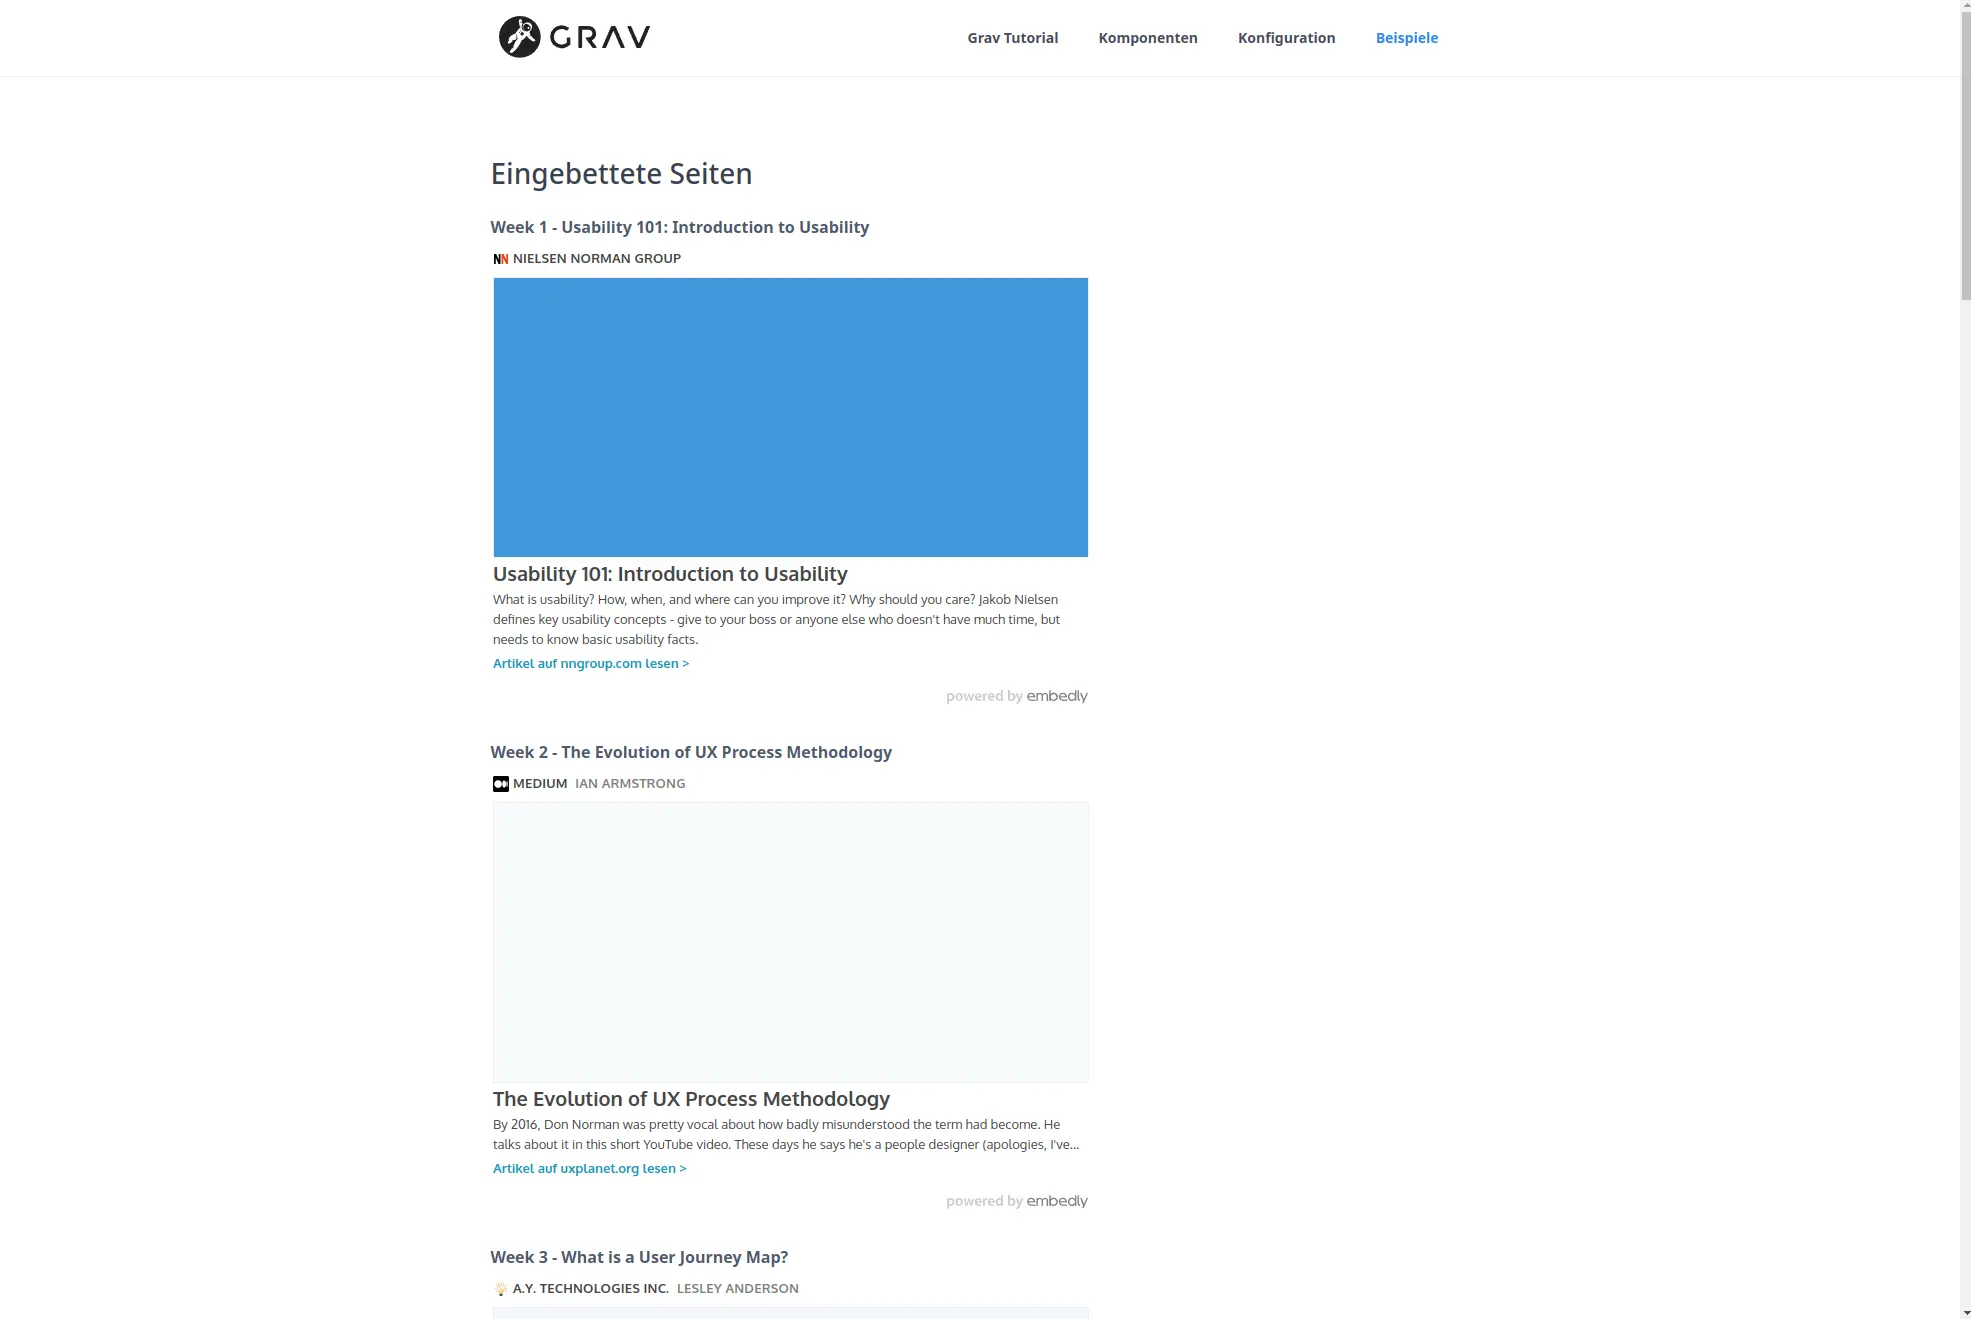 GRAV
Grav Tutorial
Komponenten
Konfiguration
Beispiele
Eingebettete Seiten
Week 1 - Usability 101: Introduction to Usability
NN NIELSEN NORMAN GROUP
Usability 101: Introduction to Usability
What is usability? How, when, and where can you improve it? Why should you care? Jakob Nielsen
defines key usability concepts - give to your boss or anyone else who doesn't have much time, but
needs to know basic usability facts.
Artikel auf nngroup.com lesen >
powered by embedly
Week 2 - The Evolution of UX Process Methodology
MEDIUM IAN ARMSTRONG
The Evolution of UX Process Methodology
By 2016, Don Norman was pretty vocal about how badly misunderstood the term had become. He
talks about it in this short YouTube video. These days he says he's a people designer (apologies, I've...
Artikel auf uxplanet.org lesen >
powered by embedly
Week 3 - What is a User Journey Map?
A.Y. TECHNOLOGIES INC. LESLEY ANDERSON